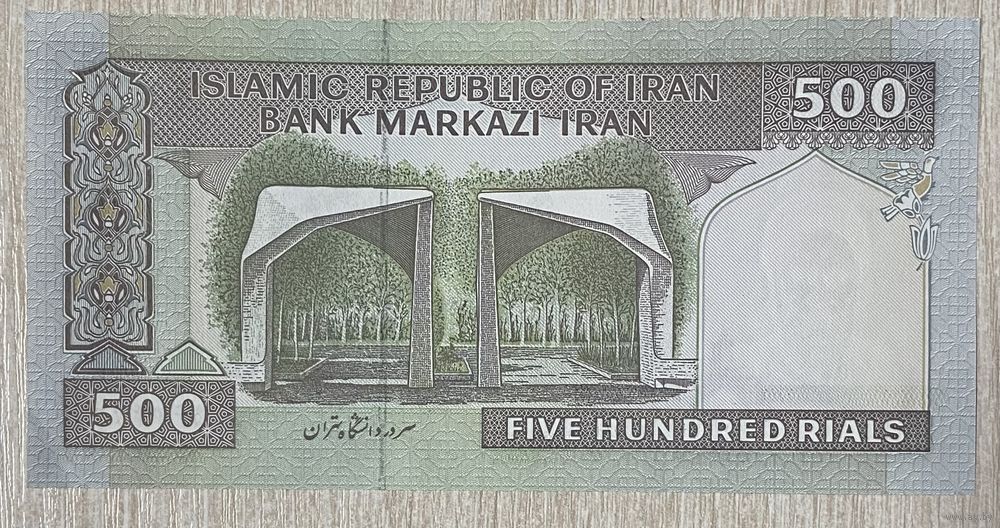 ISLAMIC REPUBLIC OF IRAN
BANK MARKAZI IRAN
500
500
سردر دانشگاه تهران
FIVE HUNDRED RIALS